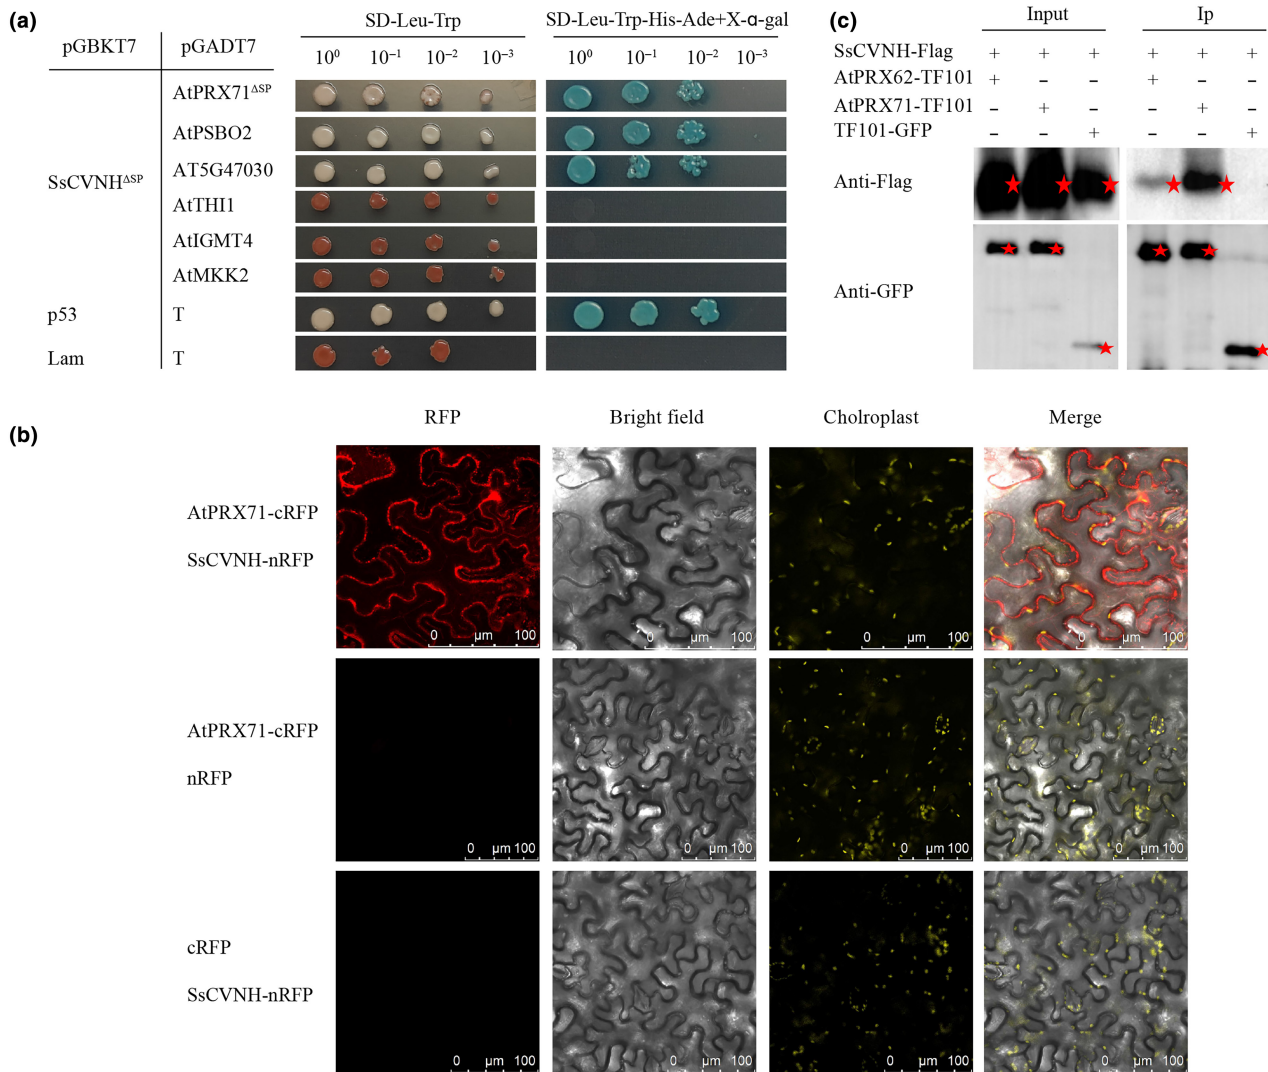 (a)
SD-Leu-Trp
SD-Leu-Trp-His-Ade+X-ɑ-gal
pGBKT7
pGADT7
10⁰ 10⁻¹ 10⁻² 10⁻³
10⁰ 10⁻¹ 10⁻² 10⁻³
SsCVNHᐞSP
AtPRX71ᐞSP
AtPSBO2
AT5G47030
AtTHI1
AtIGMT4
AtMKK2
p53 T
Lam T
(c)
Input Ip
SsCVNH-Flag + + + + + +
AtPRX62-TF101 + − − + − −
AtPRX71-TF101 − + − − + −
TF101-GFP − − + − − +
Anti-Flag
Anti-GFP
(b)
RFP Bright field Cholroplast Merge
AtPRX71-cRFP
SsCVNH-nRFP
0 µm 100
0 µm 100
0 µm 100
0 µm 100
AtPRX71-cRFP
nRFP
0 µm 100
0 µm 100
0 µm 100
0 µm 100
cRFP
SsCVNH-nRFP
0 µm 100
0 µm 100
0 µm 100
0 µm 100